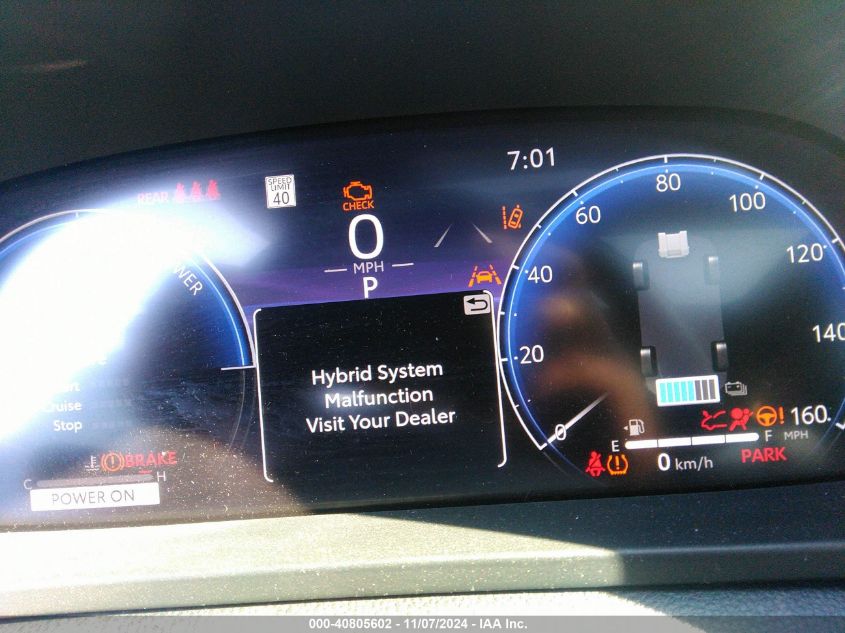 7:01
REAR
SPEED
LIMIT
40
CHECK
0
MPH
P
POWER
Hybrid System
Malfunction
Visit Your Dealer
Cruise
Stop
BRAKE
C H
POWER ON
0
20
40
60
80
100
120
140
160
MPH
E F
0 km/h
PARK
000-40805602 - 11/07/2024 - IAA Inc.